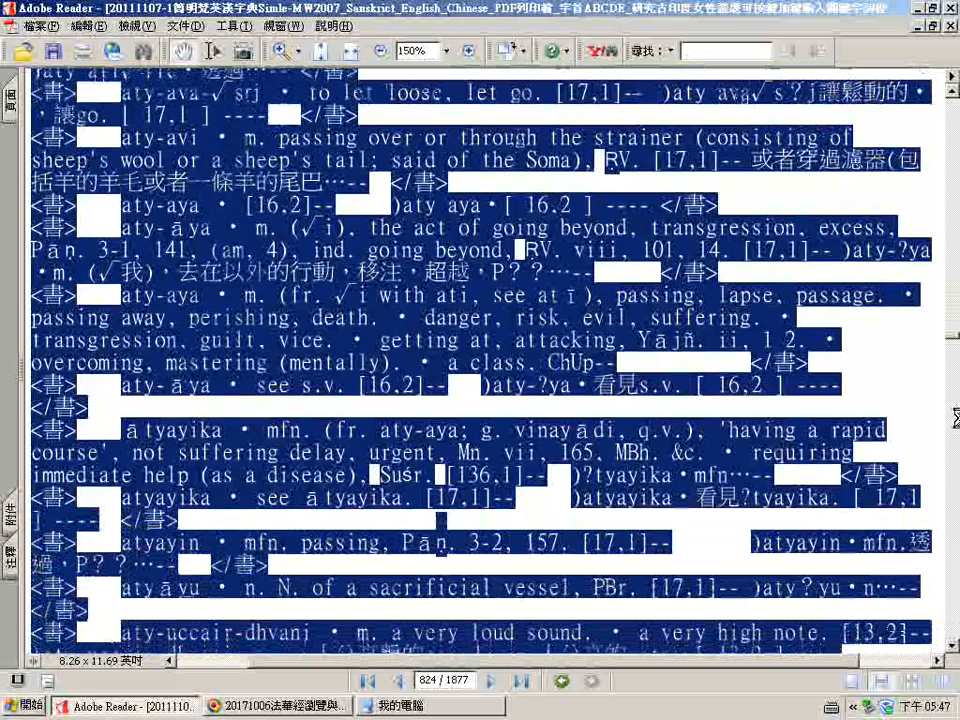 Adobe Reader - [20111107-1簡明梵英漢字典Simle-MW2007_Sanskrit_English_Chinese_PDF列印檔_字首ABCDE_研究古印度女性
檔案(F) 編輯(E) 檢視(V) 文件(D) 工具(T) 視窗(W) 說明(H)
150% 尋找：
<書> aty-ava-√srj • to let loose, let go. [17,1]-- )aty ava√s?j讓鬆動的•
，讓go. [ 17,1 ] ---- </書>
<書> aty-avi • m. passing over or through the strainer (consisting of
sheep's wool or a sheep's tail; said of the Soma), RV. [17,1]-- 或者穿過濾器(包
括羊的羊毛或者一條羊的尾巴…-- </書>
<書> aty-aya • [16,2]-- )aty aya•[ 16,2 ] ---- </書>
<書> aty-āya • m. (√i), the act of going beyond, transgression, excess,
Pāṇ. 3-1, 141, (am, 4), ind. going beyond, RV. viii, 101, 14. [17,1]-- )aty-?ya
•m. (√我)，去在以外的行動，移注，超越，P？？…-- </書>
<書> aty-aya • m. (fr. √i with ati, see atī), passing, lapse, passage. •
passing away, perishing, death. • danger, risk, evil, suffering. •
transgression, guilt, vice. • getting at, attacking, Yājñ. ii, 1 2. •
overcoming, mastering (mentally). • a class, ChUp-- </書>
<書> aty-āya • see s.v. [16,2]-- )aty-?ya•看見s.v. [ 16,2 ] ----
</書>
<書> ātyayika • mfn. (fr. aty-aya; g. vinayādi, q.v.), 'having a rapid
course', not suffering delay, urgent, Mn. vii, 165, MBh. &c. • requiring
immediate help (as a disease), Suśr. [136,1]-- )?tyayika•mfn…-- </書>
<書> atyayika • see ātyayika. [17,1]-- )atyayika•看見?tyayika. [ 17,1
] ---- </書>
<書> atyayin • mfn. passing, Pāṇ. 3-2, 157. [17,1]-- )atyayin•mfn.透
過，P？？…-- </書>
<書> atyāyu • n. N. of a sacrificial vessel, PBr. [17,1]-- )aty?yu•n…--
</書>
<書> aty-uccair-dhvani • m. a very loud sound. • a very high note. [13,2]--
頁面
附件
註釋
8.26 x 11.69 英吋
824 / 1877
開始 Adobe Reader - [2011110... 20171006法華經瀏覽與... 我的電腦 下午 05:47